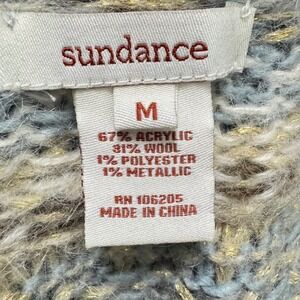 sundance
M
67% ACRYLIC
31% WOOL
1% POLYESTER
1% METALLIC
RN 106205
MADE IN CHINA